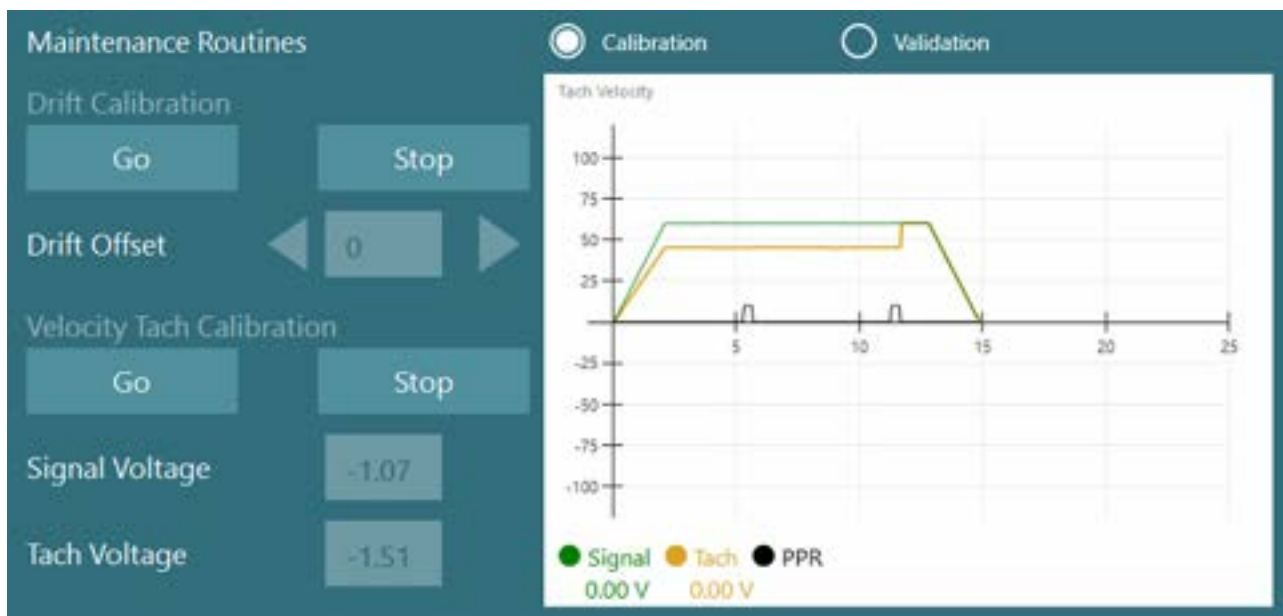 Maintenance Routines
Calibration
Validation
Drift Calibration
Go
Stop
Drift Offset
0
Velocity Tach Calibration
Go
Stop
Signal Voltage
-1.07
Tach Voltage
-1.51
Tach Velocity
100
75
50
25
-25
-50
-75
-100
5
10
15
20
25
Signal
Tach
PPR
0.00 V
0.00 V